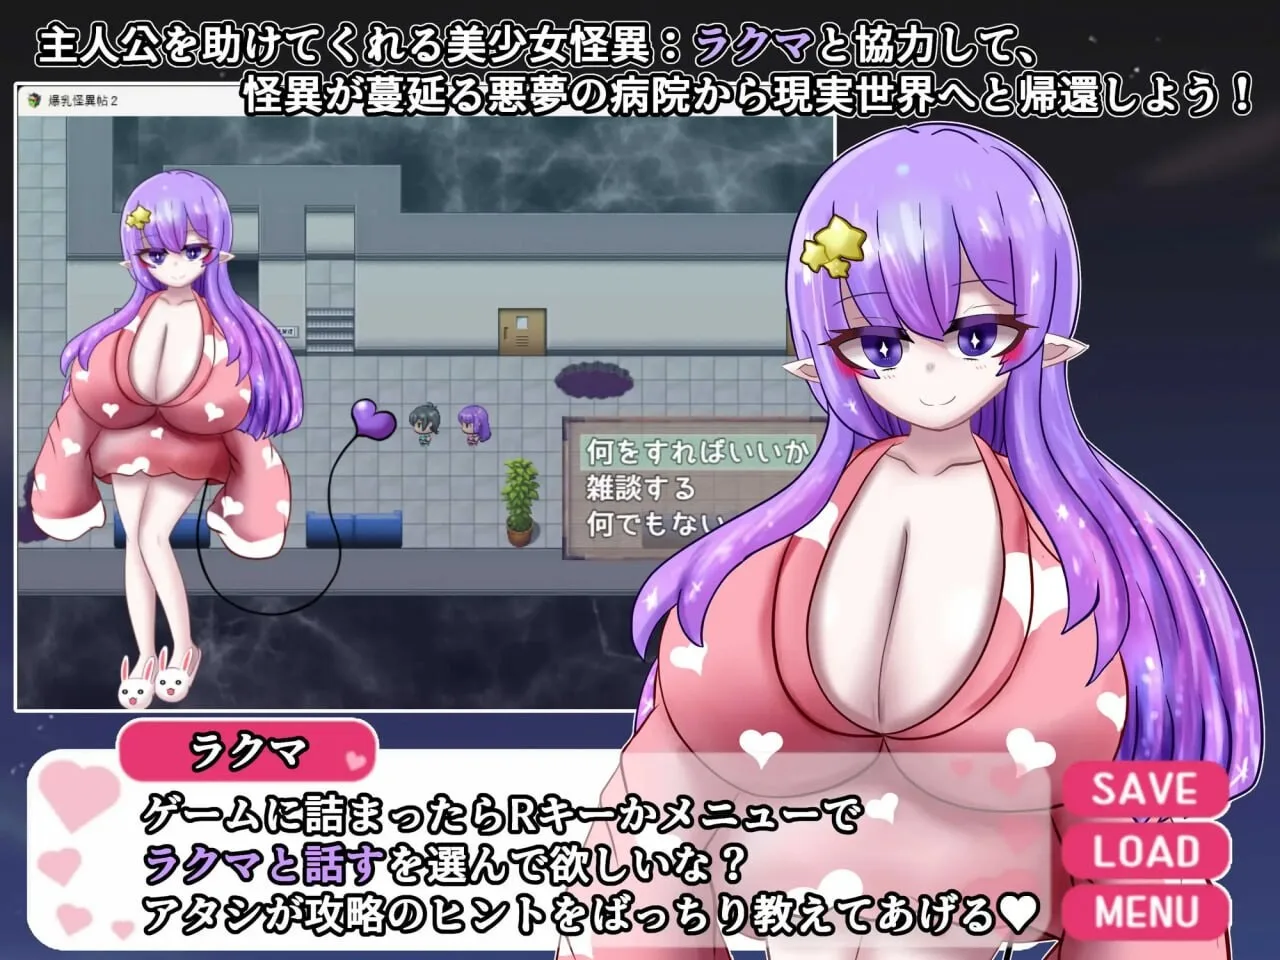 主人公を助けてくれる美少女怪異：ラクマと協力して、
怪異が蔓延る悪夢の病院から現実世界へと帰還しよう！
爆乳怪異帖2
何をすればいいか
雑談する
何でもない
ラクマ
ゲームに詰まったらRキーかメニューで
ラクマと話すを選んで欲しいな？
アタシが攻略のヒントをばっちり教えてあげる♥
SAVE
LOAD
MENU